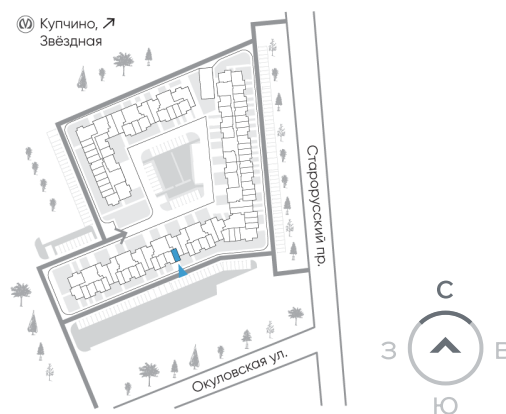 Купчино, ↗
Звёздная
Старорусский пр.
Окуловская ул.
С
З
В
Ю